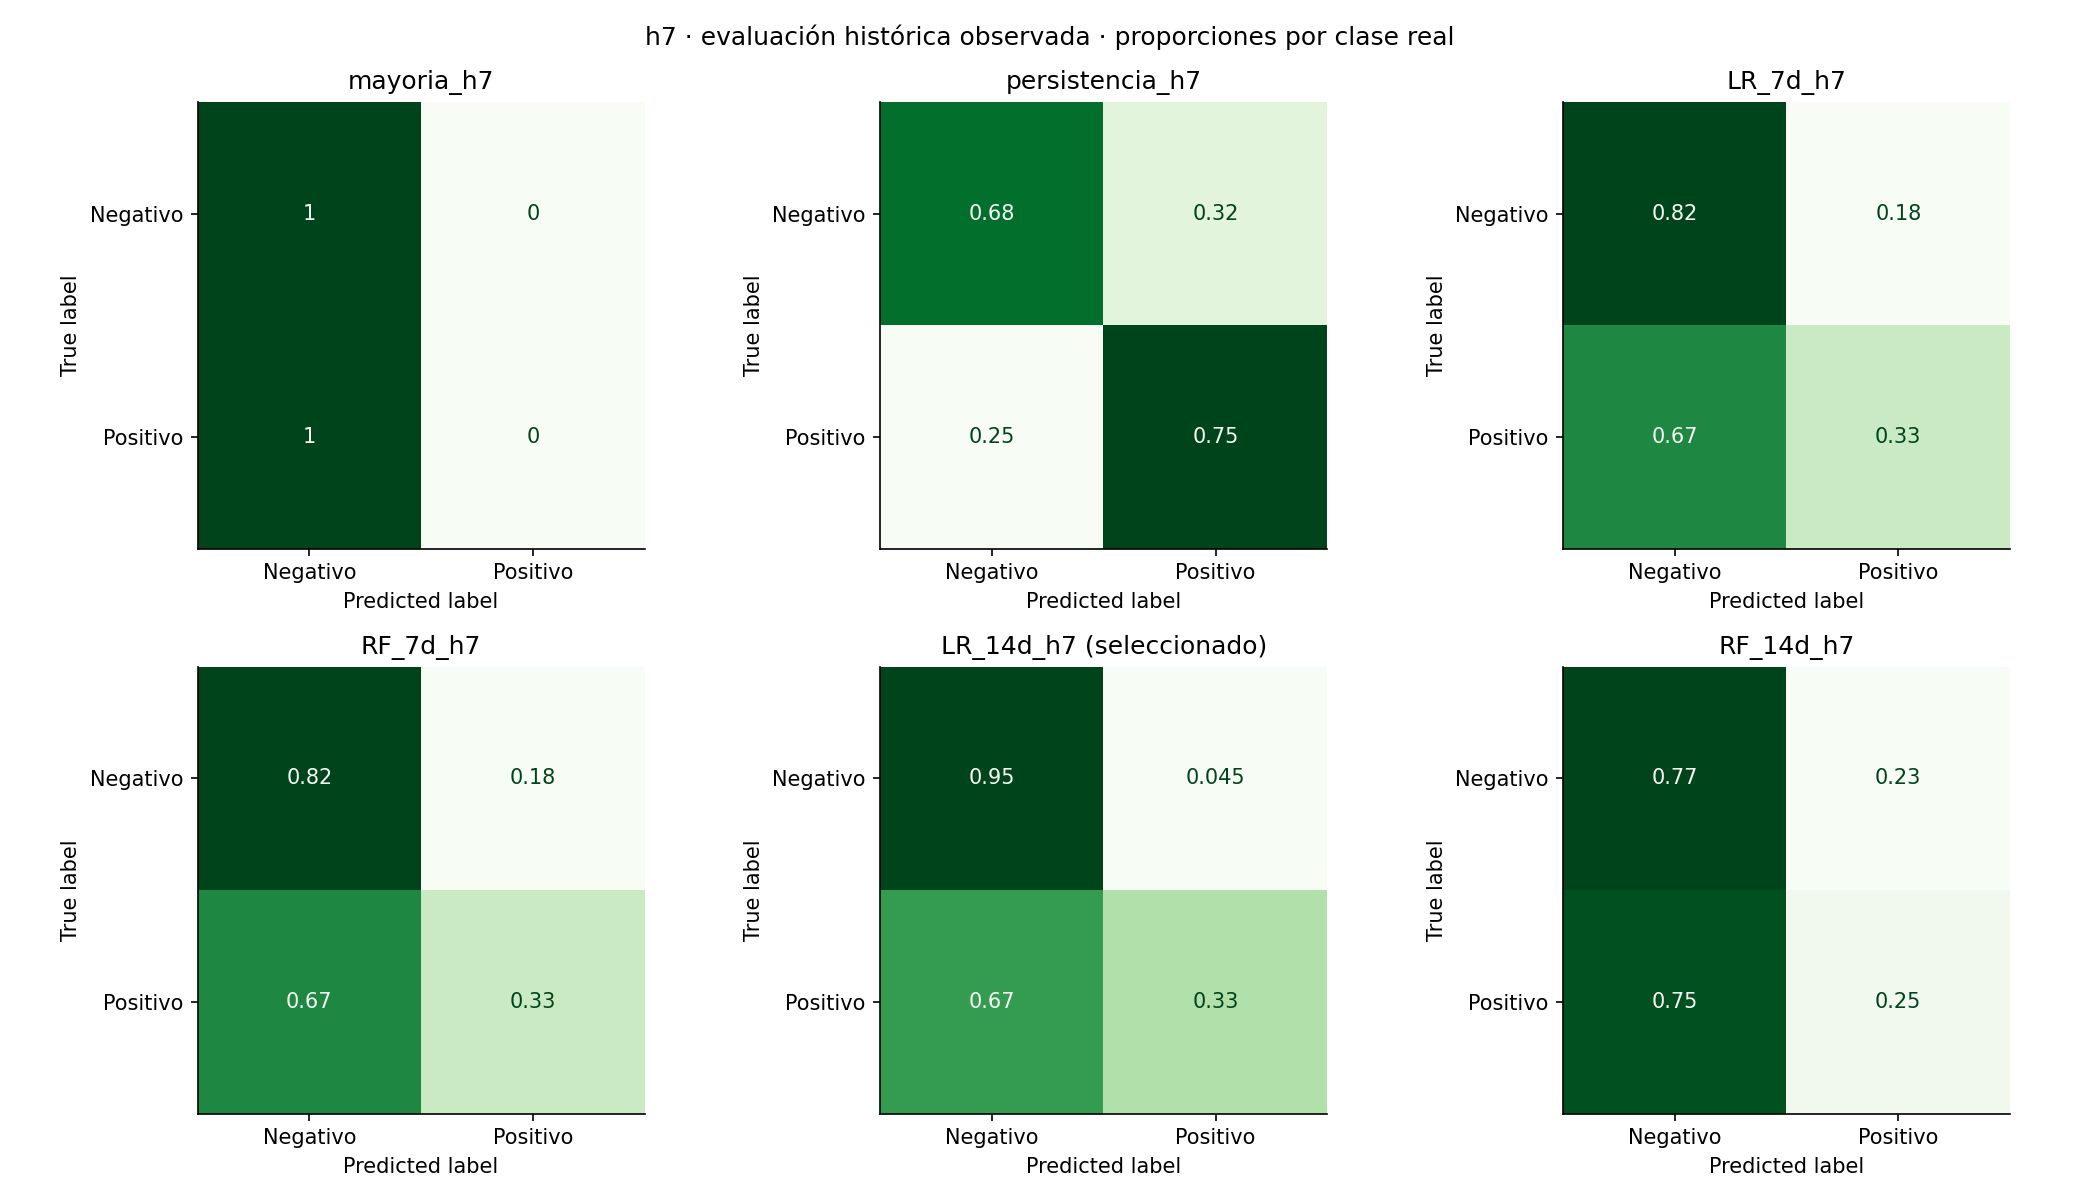 h7 · evaluación histórica observada · proporciones por clase real
mayoria_h7
Negativo
1
0
True label
Positivo
1
0
Negativo
Positivo
Predicted label
persistencia_h7
Negativo
0.68
0.32
True label
Positivo
0.25
0.75
Negativo
Positivo
Predicted label
LR_7d_h7
Negativo
0.82
0.18
True label
Positivo
0.67
0.33
Negativo
Positivo
Predicted label
RF_7d_h7
Negativo
0.82
0.18
True label
Positivo
0.67
0.33
Negativo
Positivo
Predicted label
LR_14d_h7 (seleccionado)
Negativo
0.95
0.045
True label
Positivo
0.67
0.33
Negativo
Positivo
Predicted label
RF_14d_h7
Negativo
0.77
0.23
True label
Positivo
0.75
0.25
Negativo
Positivo
Predicted label